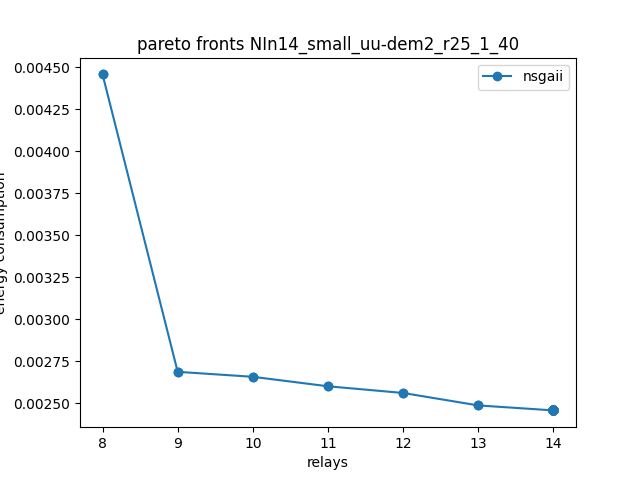 pareto fronts NIn14_small_uu-dem2_r25_1_40
nsgaii
0.00450
0.00425
0.00400
0.00375
0.00350
0.00325
0.00300
0.00275
0.00250
energy consumption
8 9 10 11 12 13 14
relays